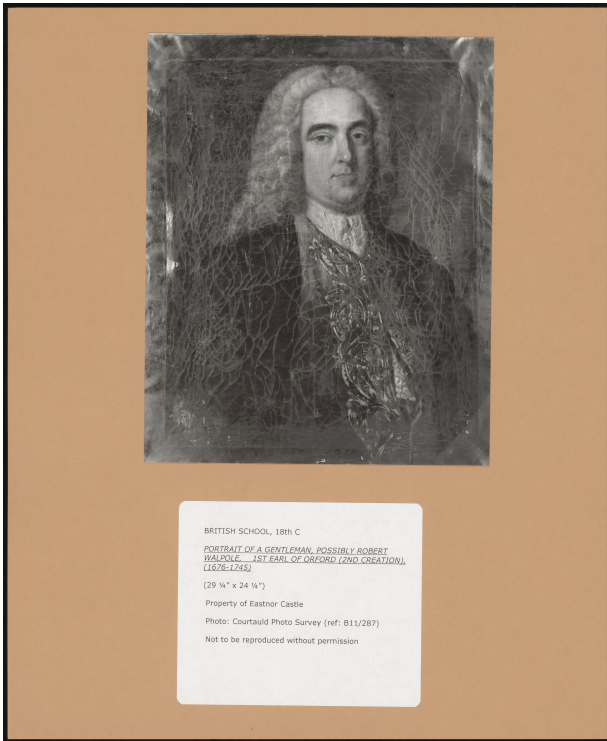 BRITISH SCHOOL, 18th C
PORTRAIT OF A GENTLEMAN, POSSIBLY ROBERT
WALPOLE, 1ST EARL OF ORFORD (2ND CREATION),
(1676-1745)
(29 ¼" x 24 ¼")
Property of Eastnor Castle
Photo: Courtauld Photo Survey (ref: B11/287)
Not to be reproduced without permission